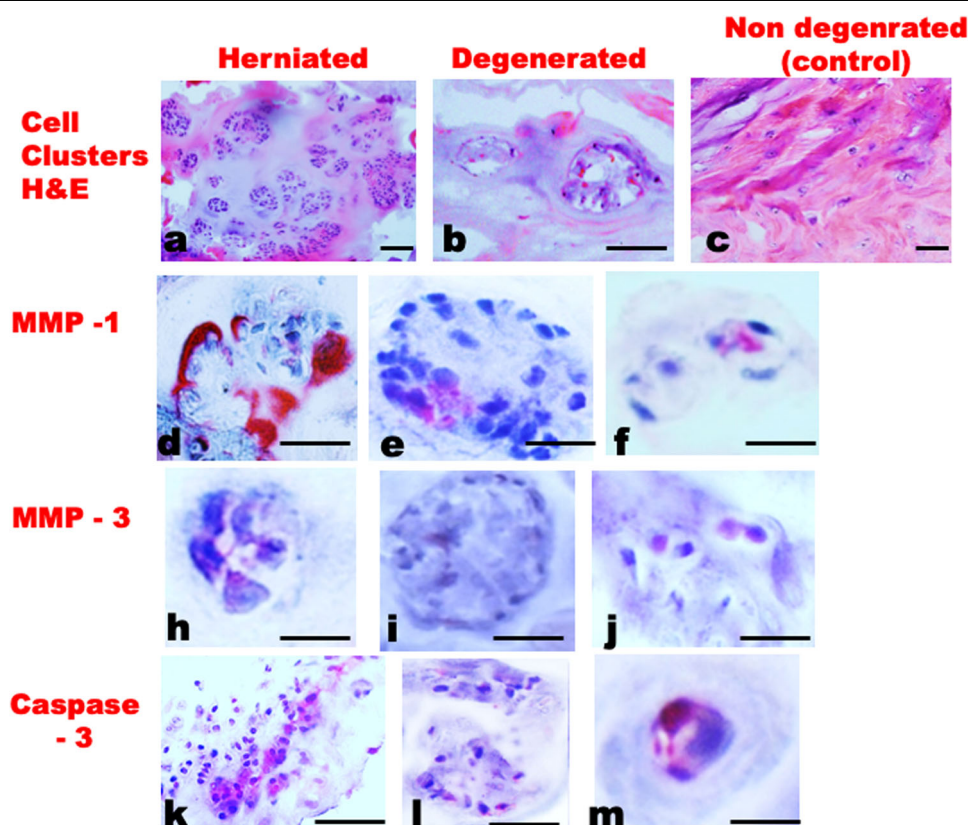 Herniated
Degenerated
Non degenrated
(control)
Cell
Clusters
H&E
a
b
c
MMP -1
d
e
f
MMP - 3
h
i
j
Caspase
- 3
k
l
m